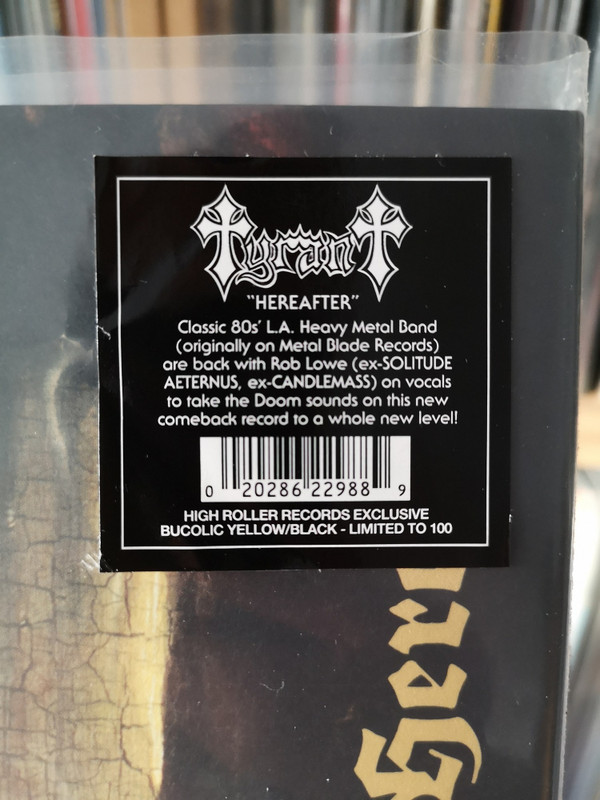 Tyrant
"HEREAFTER"
Classic 80s' L.A. Heavy Metal Band
(originally on Metal Blade Records)
are back with Rob Lowe (ex-SOLITUDE
AETERNUS, ex-CANDLEMASS) on vocals
to take the Doom sounds on this new
comeback record to a whole new level!
0 20286 22988 9
HIGH ROLLER RECORDS EXCLUSIVE
BUCOLIC YELLOW/BLACK - LIMITED TO 100
Her